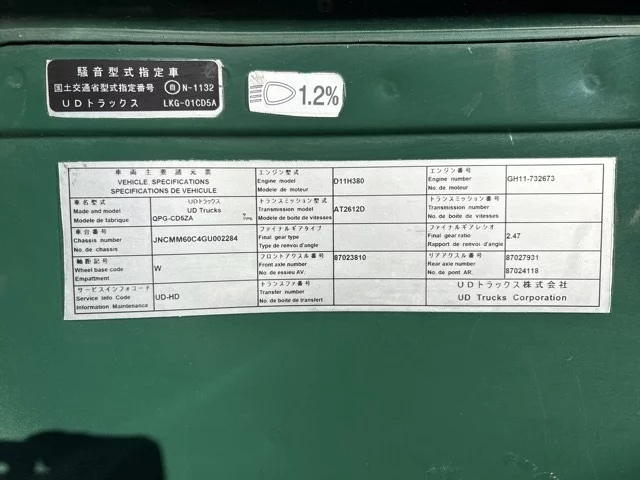 騒音型式指定車
国土交通省型式指定番号 自 N-1132
UDトラックス LKG-01CD5A
1.2%
車両主要諸元票
VEHICLE SPECIFICATIONS
SPECIFICATIONS DE VEHICULE
車名型式 UDトラックス
Made and model UD Trucks
Modele de fabrique QPG-CD5ZA
車台番号
Chassis number JNCMM60C4GU002284
No. de chassis
軸距記号
Wheel base code W
Empattment
サービスインフォコード
Service Info. Code UD-HD
Information Maintenance
エンジン型式
Engine model D11H380
Modele de moteur
トランスミッション型式
Transmission model AT2612D
Modele de boite de vitesses
ファイナルギアタイプ
Final gear type
Type de renvoi d'angle
フロントアクスル番号 87023810
Front axle number
No. de essieu AV.
トランスファ番号
Transfer number
No. de boite de transfert
エンジン番号
Engine number GH11-732673
No. de moteur
トランスミッション番号
Transmission number
No. de boite de vitesses
ファイナルギアレシオ
Final gear ratio 2.47
Rapport de renvoi d'angle
リアアクスル番号 87027931
Rear axle number
No. de pont AR. 87024118
UDトラックス株式会社
UD Trucks Corporation